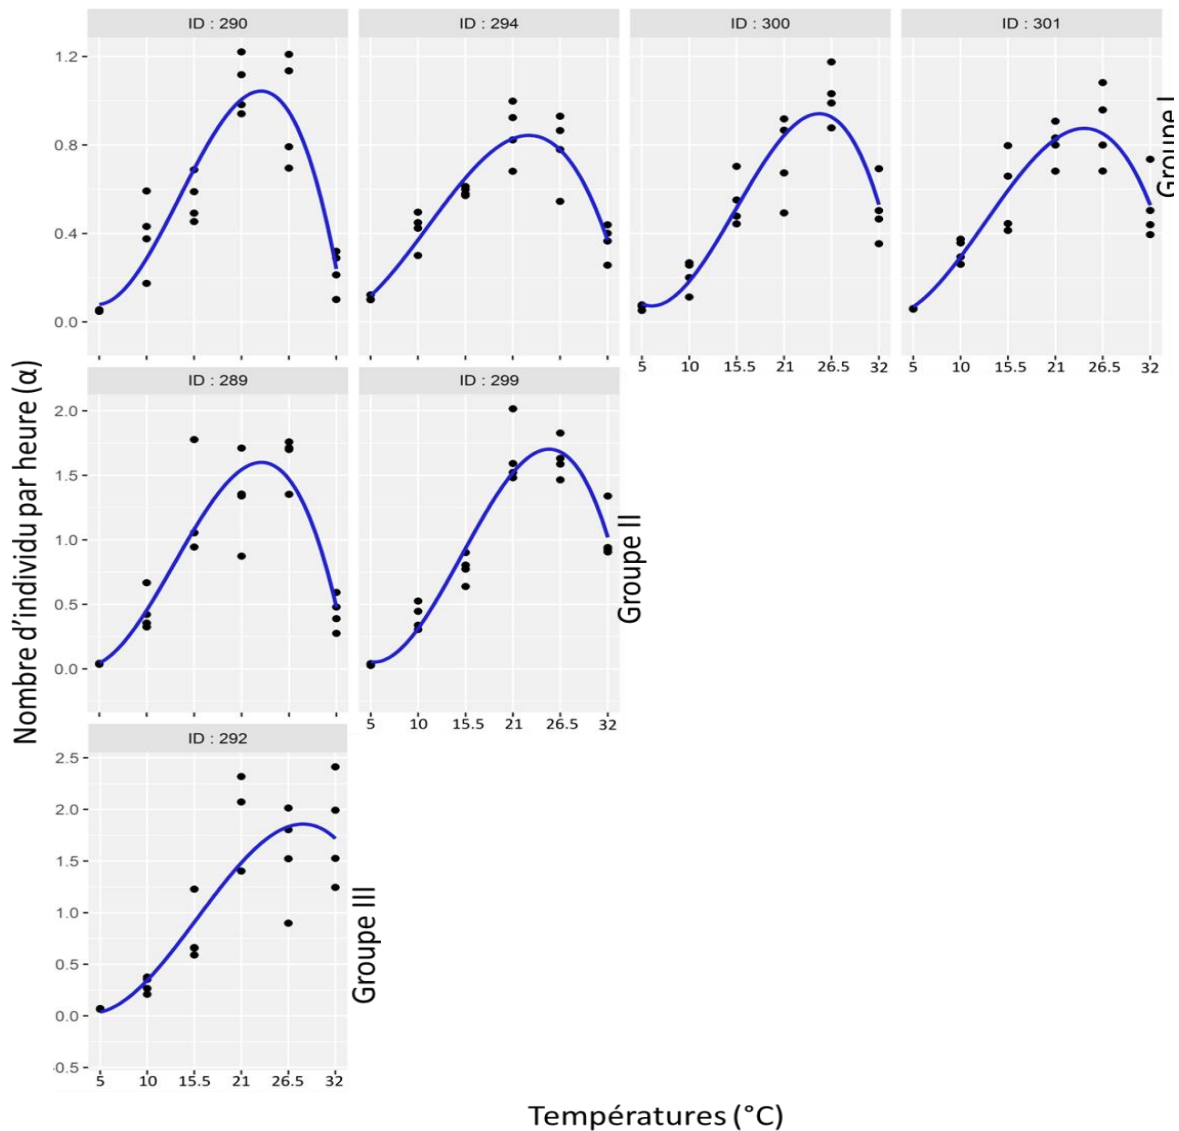 ID : 290
ID : 294
ID : 300
ID : 301
1.2
0.8
0.4
0.0
5 10 15.5 21 26.5 32
5 10 15.5 21 26.5 32
Groupe I
ID : 289
ID : 299
2.0
1.5
1.0
0.5
0.0
5 10 15.5 21 26.5 32
Groupe II
ID : 292
2.5
2.0
1.5
1.0
0.5
0.0
-0.5
5 10 15.5 21 26.5 32
Groupe III
Nombre d'individu par heure (α)
Températures (°C)